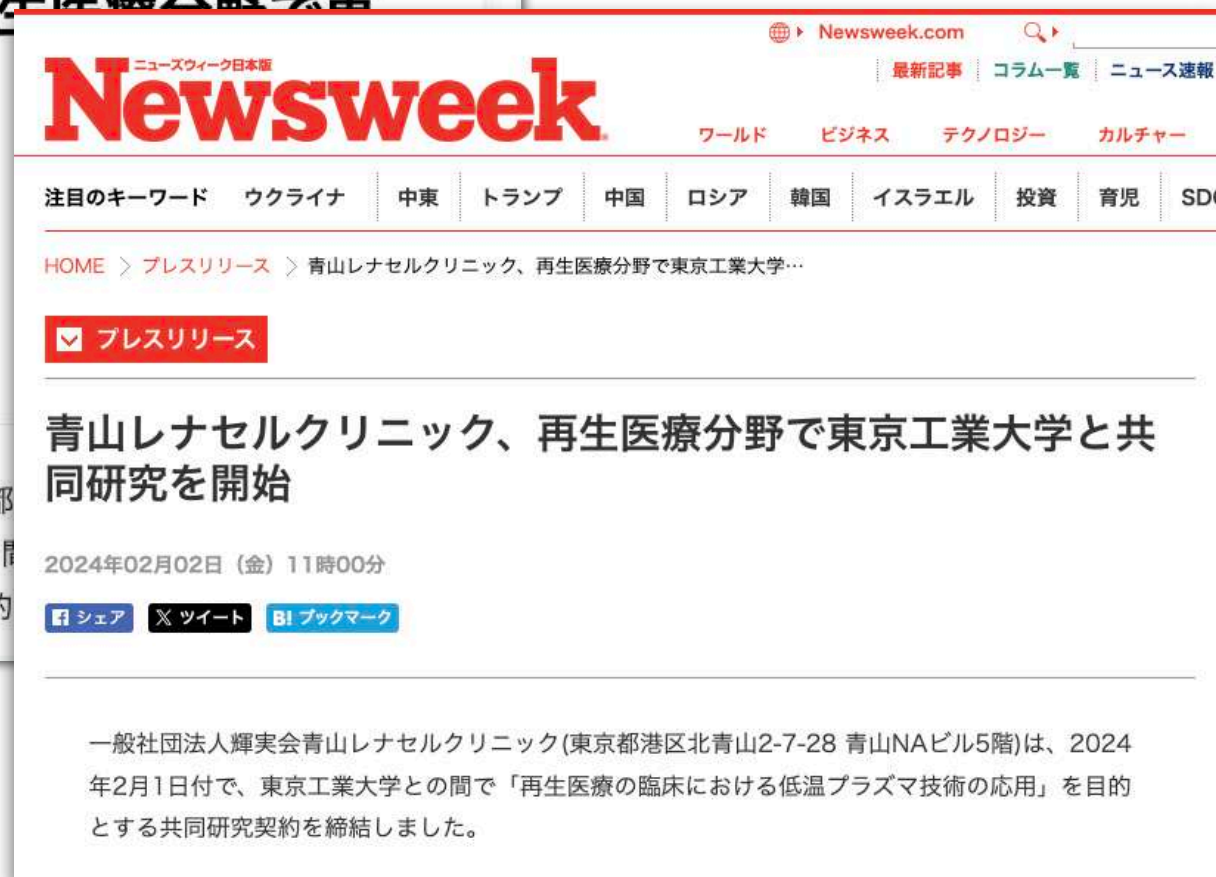 生医療分野で東
Newsweek.com
ニューズウィーク日本版
Newsweek
最新記事 コラム一覧 ニュース速報
ワールド ビジネス テクノロジー カルチャー
注目のキーワード ウクライナ 中東 トランプ 中国 ロシア 韓国 イスラエル 投資 育児
HOME > プレスリリース > 青山レナセルクリニック、再生医療分野で東京工業大学…
プレスリリース
青山レナセルクリニック、再生医療分野で東京工業大学と共
同研究を開始
2024年02月02日（金）11時00分
シェア X ツイート B! ブックマーク
一般社団法人輝実会青山レナセルクリニック(東京都港区北青山2-7-28 青山NAビル5階)は、2024
年2月1日付で、東京工業大学との間で「再生医療の臨床における低温プラズマ技術の応用」を目的
とする共同研究契約を締結しました。